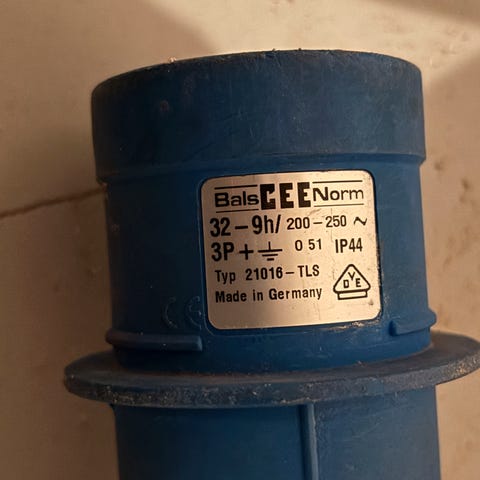 Bals CEE Norm
32-9h/ 200-250 ~
3P+⏚ 0 51 IP44
Typ 21016-TLS
Made in Germany
VDE
CE